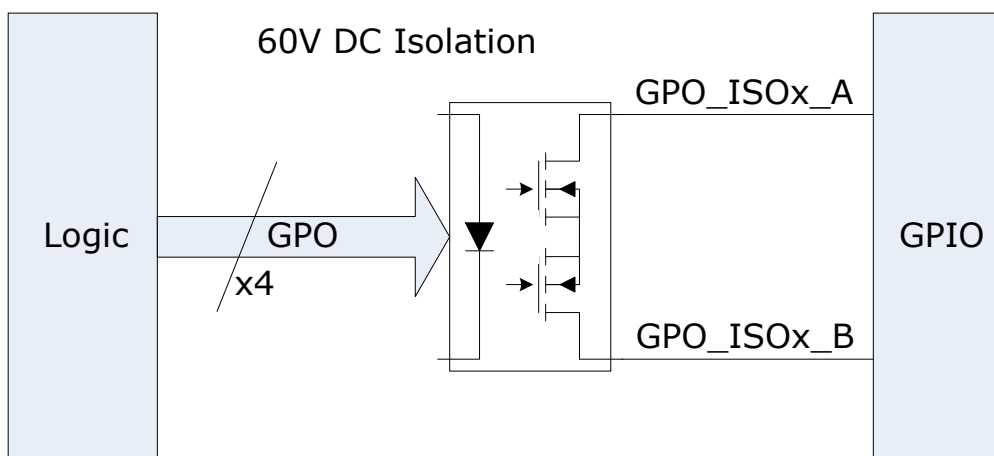 60V DC Isolation
GPO_ISOx_A
Logic
GPO
GPIO
x4
GPO_ISOx_B